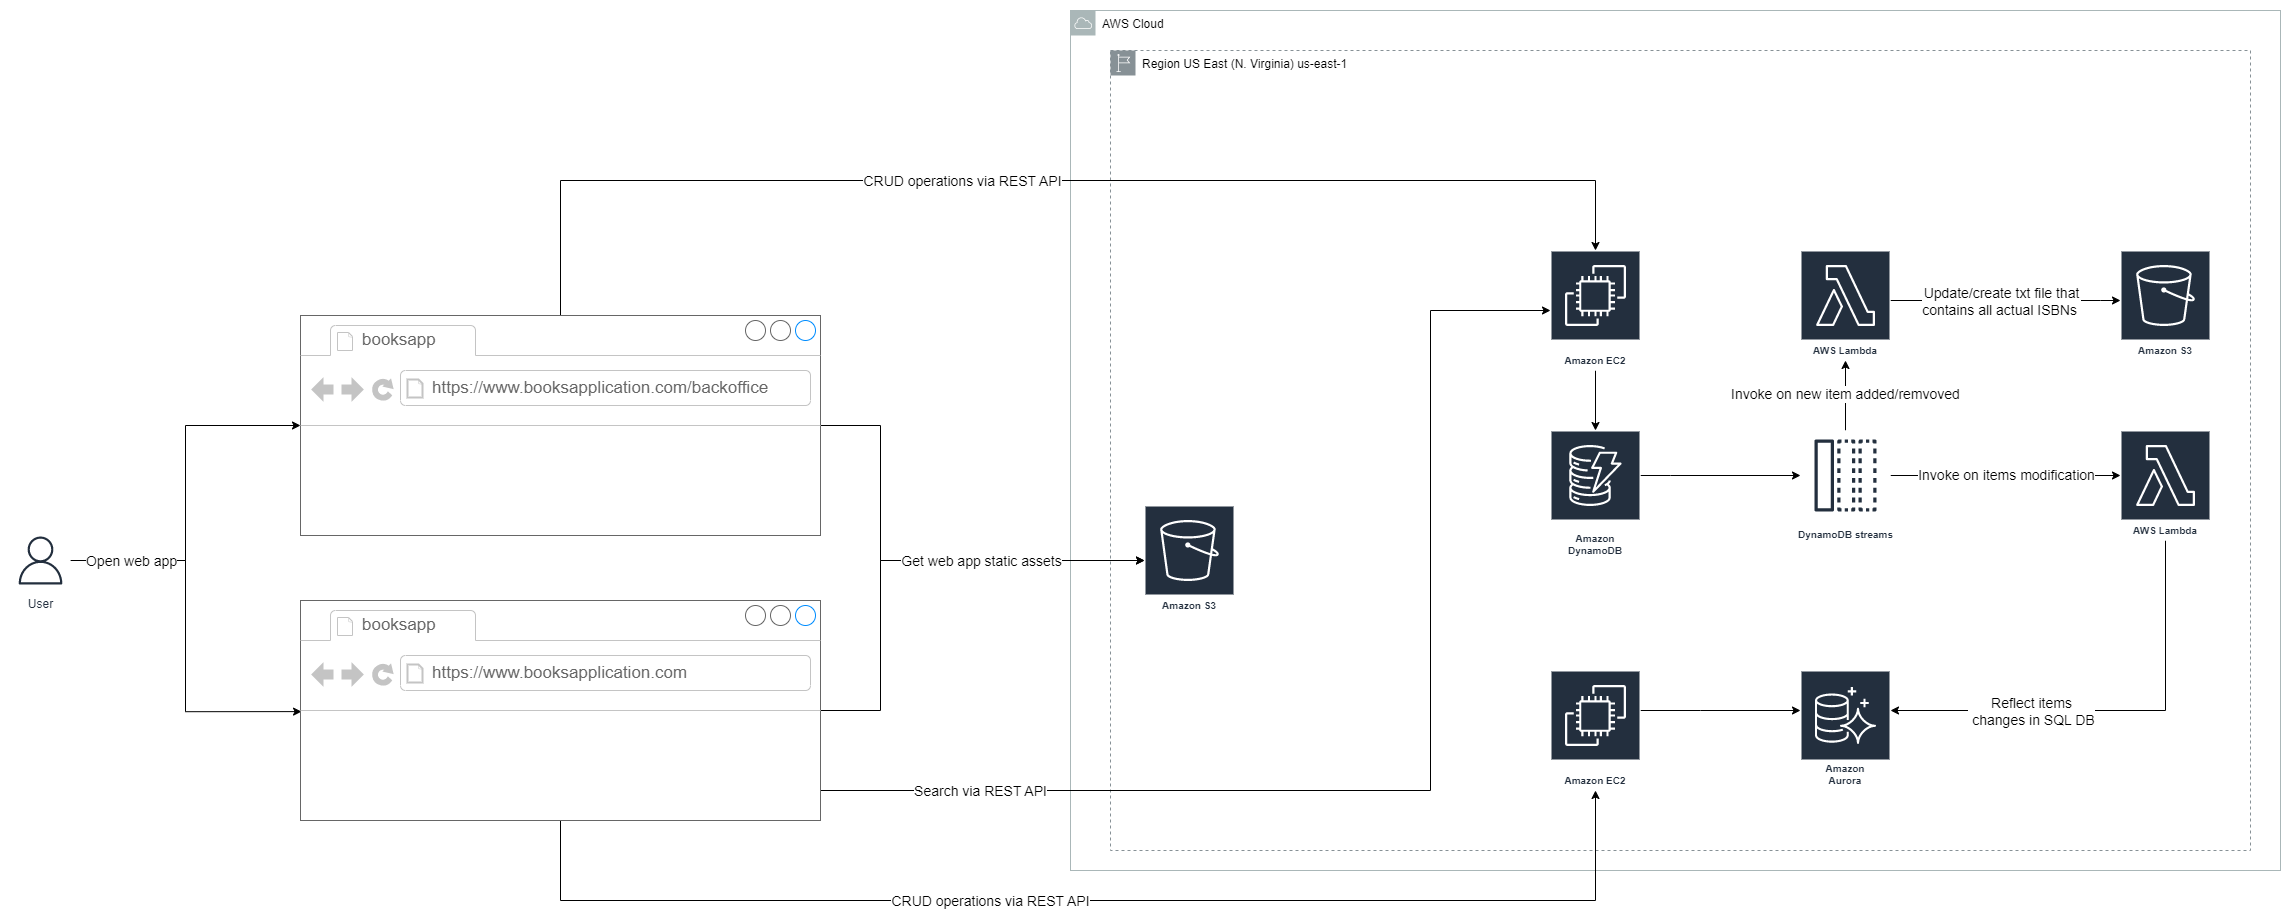 AWS Cloud
Region US East (N. Virginia) us-east-1
CRUD operations via REST API
booksapp
https://www.booksapplication.com/backoffice
Amazon EC2
AWS Lambda
Update/create txt file that
contains all actual ISBNs
Amazon S3
Invoke on new item added/remvoved
Amazon
DynamoDB
DynamoDB streams
Invoke on items modification
AWS Lambda
User
Open web app
Get web app static assets
Amazon S3
booksapp
https://www.booksapplication.com
Search via REST API
Amazon EC2
Amazon
Aurora
Reflect items
changes in SQL DB
CRUD operations via REST API